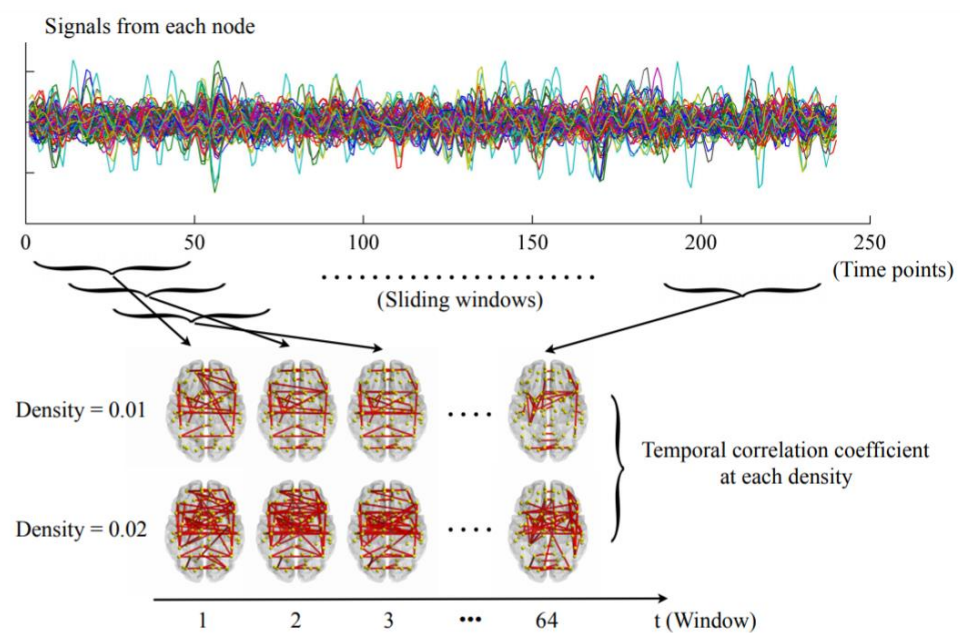 Signals from each node
0 50 100 150 200 250
(Time points)
(Sliding windows)
Density = 0.01
Temporal correlation coefficient
at each density
Density = 0.02
1 2 3 ••• 64 t (Window)